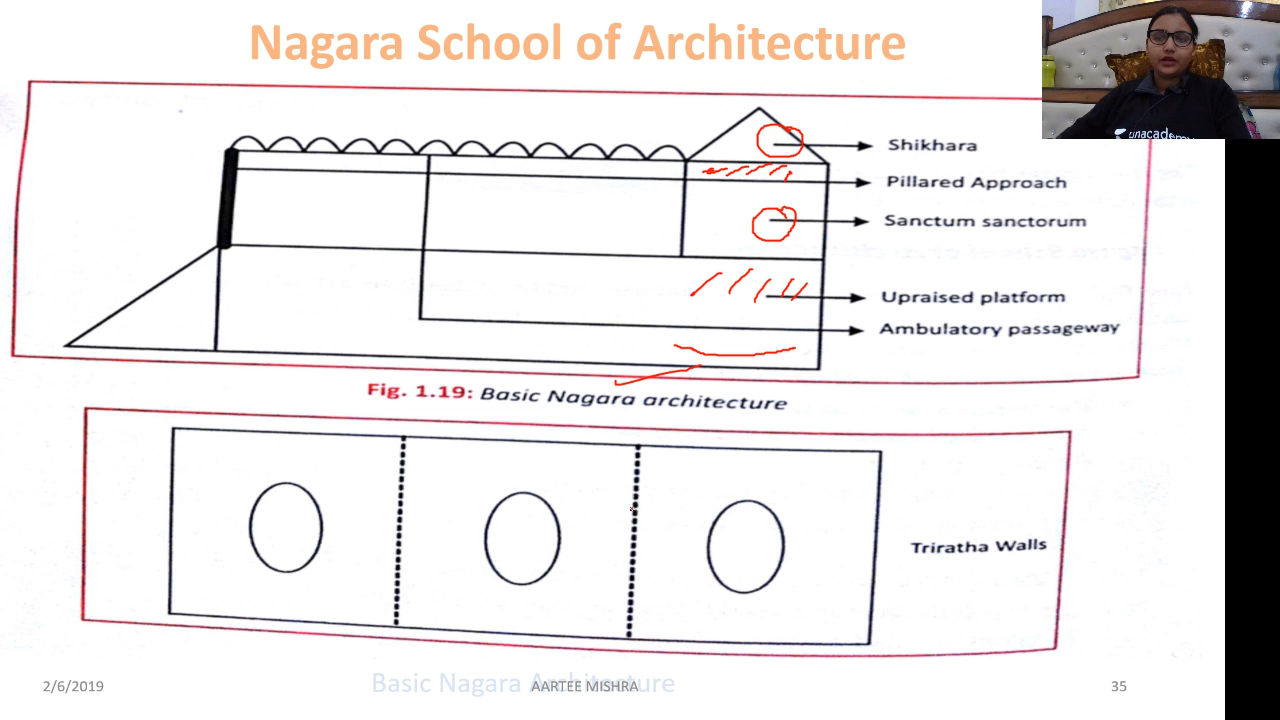 Nagara School of Architecture
unacademy
Shikhara
Pillared Approach
Sanctum sanctorum
Upraised platform
Ambulatory passageway
Fig. 1.19: Basic Nagara architecture
Triratha Walls
2/6/2019
Basic Nagara Architecture
AARTEE MISHRA
35